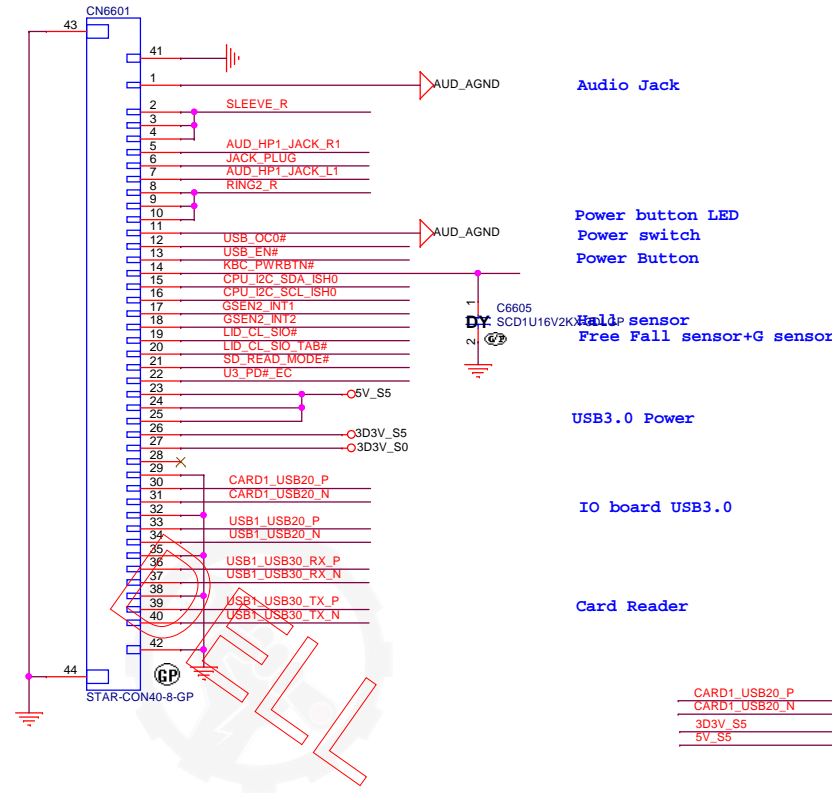 CN6601
43
41
1 AUD_AGND Audio Jack
2 SLEEVE_R
3
4
5 AUD_HP1_JACK_R1
6 JACK_PLUG
7 AUD_HP1_JACK_L1
8 RING2_R
9
10
11 AUD_AGND
Power button LED
Power switch
12 USB_OC0#
13 USB_EN#
Power Button
14 KBC_PWRBTN#
15 CPU_I2C_SDA_ISH0
16 CPU_I2C_SCL_ISH0
17 GSEN2_INT1
18 GSEN2_INT2
19 LID_CL_SIO#
20 LID_CL_SIO_TAB#
21 SD_READ_MODE#
22 U3_PD#_EC
1
C6605
DY
2
GP
Hall sensor
Free Fall sensor+G sensor
23 5V_S5
24
25
USB3.0 Power
26 3D3V_S5
27 3D3V_S0
28
29
30 CARD1_USB20_P
31 CARD1_USB20_N
IO board USB3.0
32
33 USB1_USB20_P
34 USB1_USB20_N
35
36 USB1_USB30_RX_P
37 USB1_USB30_RX_N
38
39 USB1_USB30_TX_P
40 USB1_USB30_TX_N
Card Reader
42
44
GP
STAR-CON40-8-GP
DELL
CARD1_USB20_P
CARD1_USB20_N
3D3V_S5
5V_S5